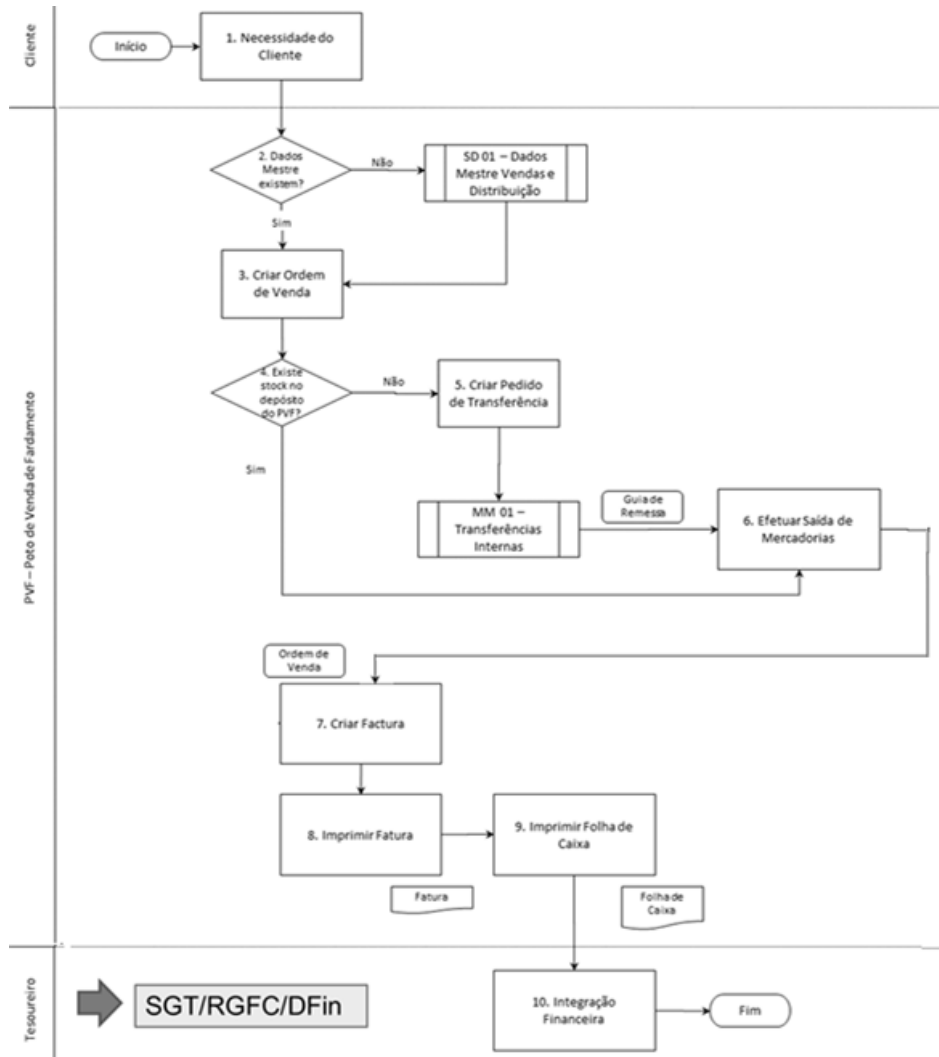 Cliente
Início
1. Necessidade do
Cliente
PVF – Poto de Venda de Fardamento
2. Dados
Mestre
existem?
Não
SD 01 – Dados
Mestre Vendas e
Distribuição
Sim
3. Criar Ordem
de Venda
4. Existe
stock no
depósito
do PVF?
Não
5. Criar Pedido
de Transferência
Sim
MM 01 –
Transferências
Internas
Guia de
Remessa
6. Efetuar Saída de
Mercadorias
Ordem de
Venda
7. Criar Factura
8. Imprimir Fatura
9. Imprimir Folha de
Caixa
Fatura
Folha de
Caixa
Tesoureiro
SGT/RGFC/DFin
10. Integração
Financeira
Fim